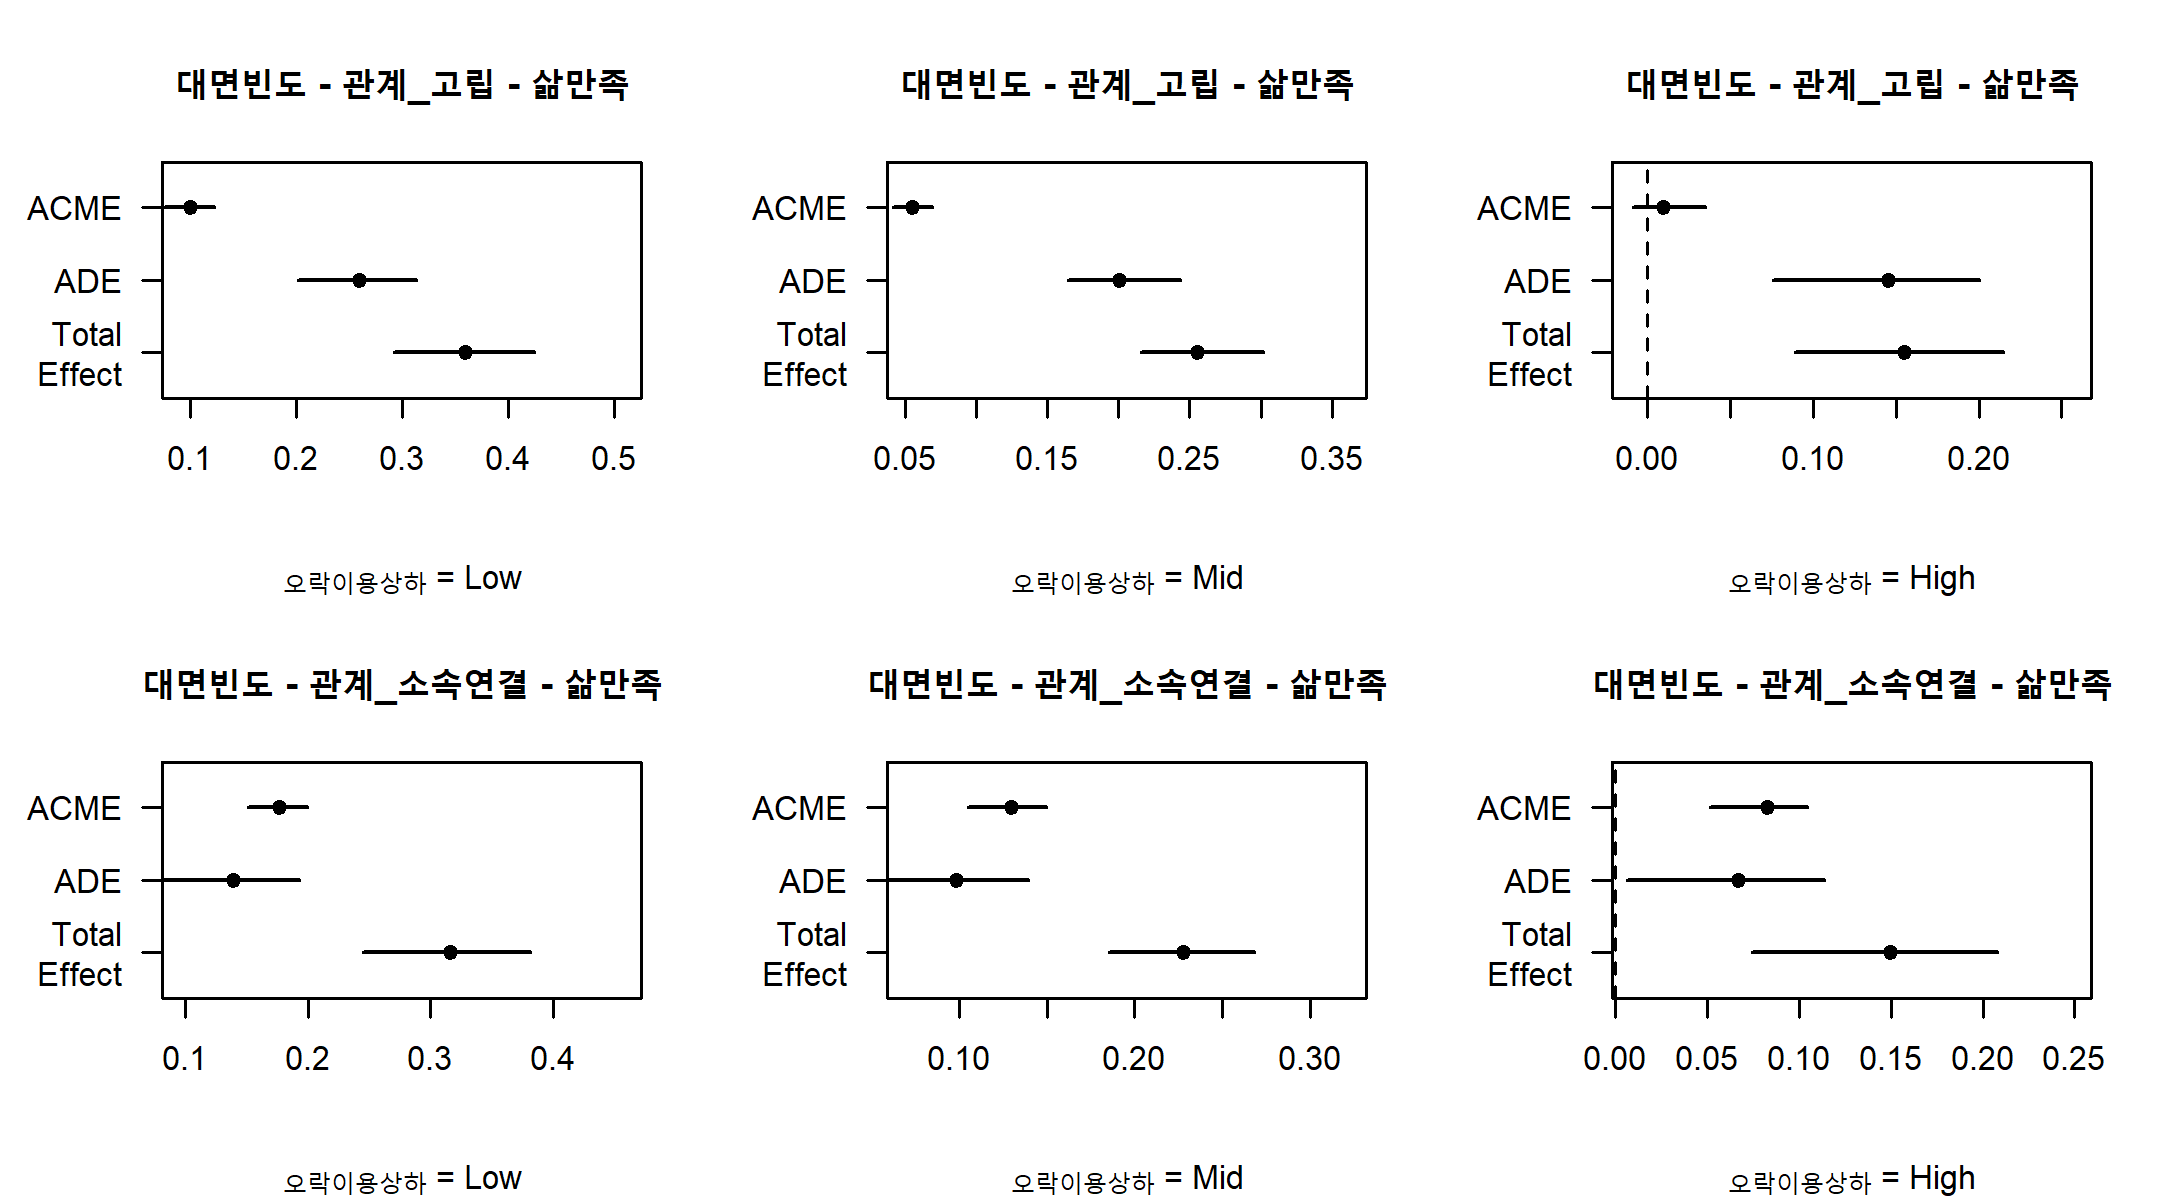 대면빈도 - 관계_고립 - 삶만족
ACME
ADE
Total
Effect
0.1 0.2 0.3 0.4 0.5
오락이용상하 = Low
대면빈도 - 관계_고립 - 삶만족
ACME
ADE
Total
Effect
0.05 0.15 0.25 0.35
오락이용상하 = Mid
대면빈도 - 관계_고립 - 삶만족
ACME
ADE
Total
Effect
0.00 0.10 0.20
오락이용상하 = High
대면빈도 - 관계_소속연결 - 삶만족
ACME
ADE
Total
Effect
0.1 0.2 0.3 0.4
오락이용상하 = Low
대면빈도 - 관계_소속연결 - 삶만족
ACME
ADE
Total
Effect
0.10 0.20 0.30
오락이용상하 = Mid
대면빈도 - 관계_소속연결 - 삶만족
ACME
ADE
Total
Effect
0.00 0.05 0.10 0.15 0.20 0.25
오락이용상하 = High